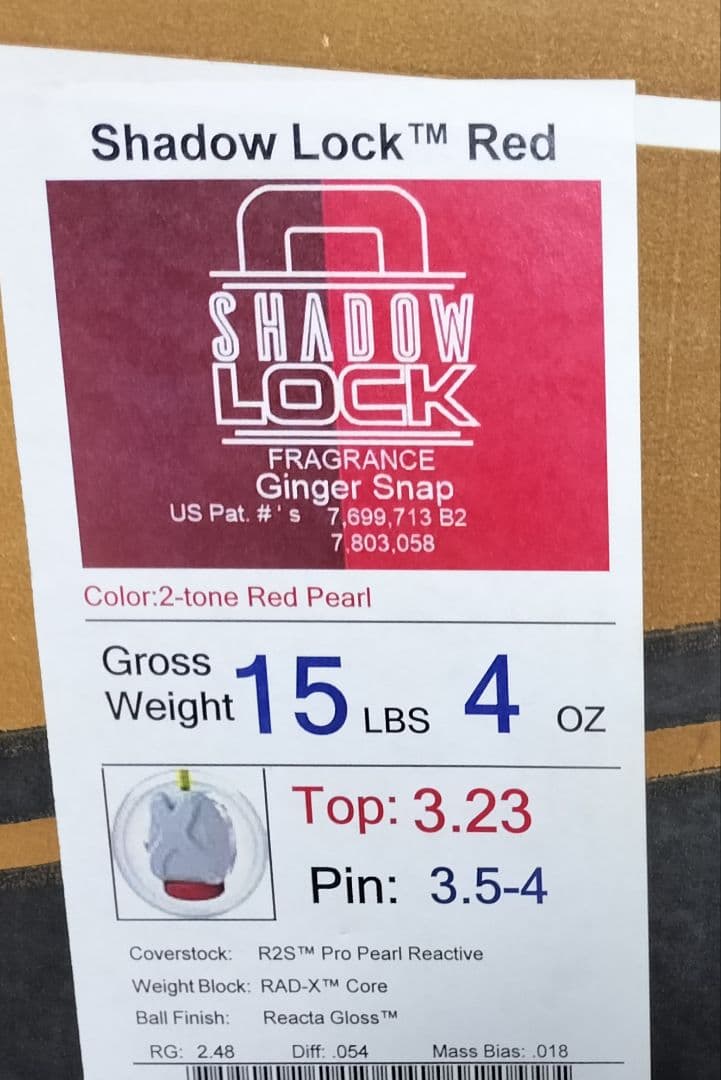 Shadow Lock™ Red
SHADOW
LOCK
FRAGRANCE
Ginger Snap
US Pat. #'s 7,699,713 B2
7,803,058
Color:2-tone Red Pearl
Gross
Weight 15 LBS 4 OZ
Top: 3.23
Pin: 3.5-4
Coverstock: R2S™ Pro Pearl Reactive
Weight Block: RAD-X™ Core
Ball Finish: Reacta Gloss™
RG: 2.48 Diff: .054 Mass Bias: .018